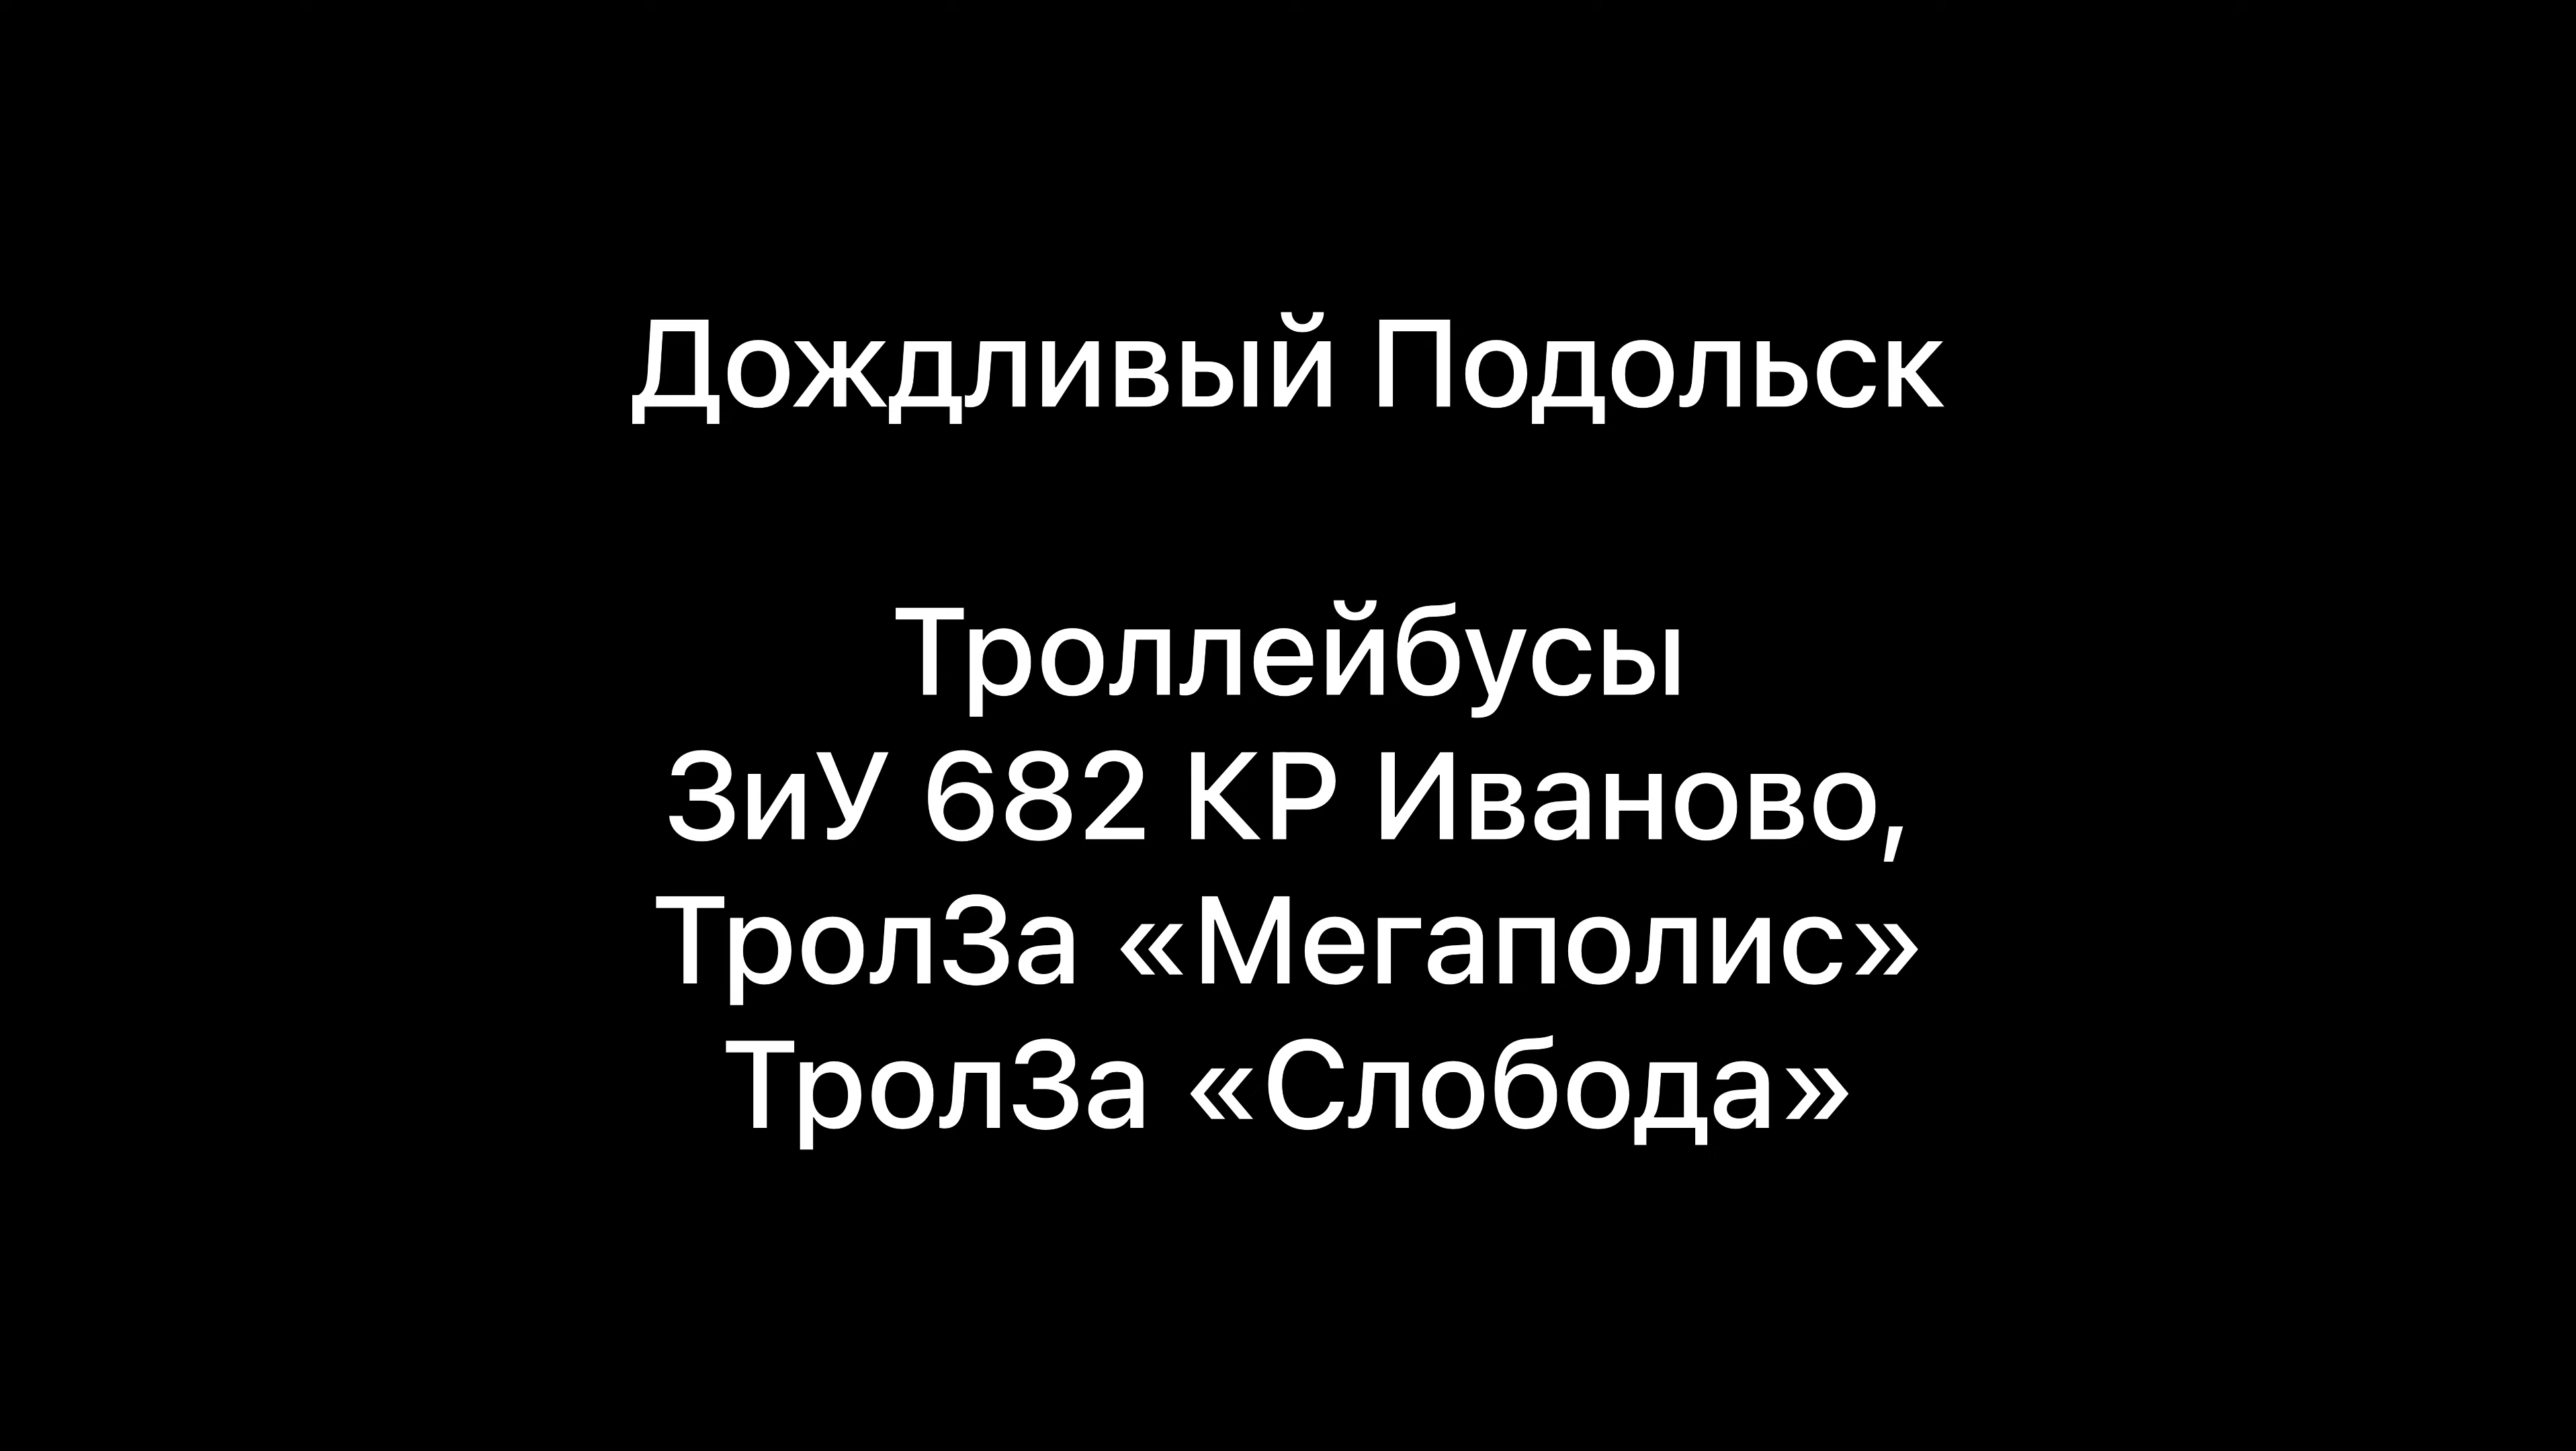 Дождливый Подольск
Троллейбусы
ЗиУ 682 КР Иваново,
ТролЗа «Мегаполис»
ТролЗа «Слобода»